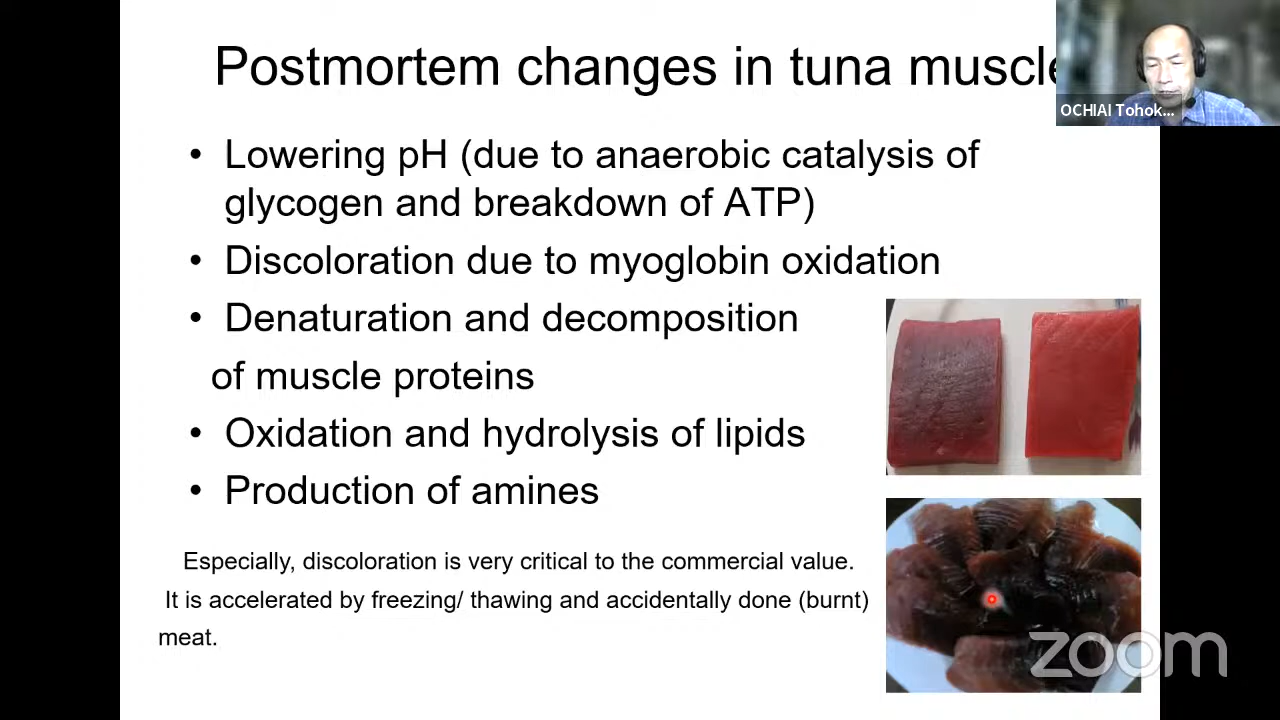 Postmortem changes in tuna muscle
OCHIAI Tohok...
• Lowering pH (due to anaerobic catalysis of
glycogen and breakdown of ATP)
• Discoloration due to myoglobin oxidation
• Denaturation and decomposition
of muscle proteins
• Oxidation and hydrolysis of lipids
• Production of amines
Especially, discoloration is very critical to the commercial value.
It is accelerated by freezing/ thawing and accidentally done (burnt)
meat.
zoom